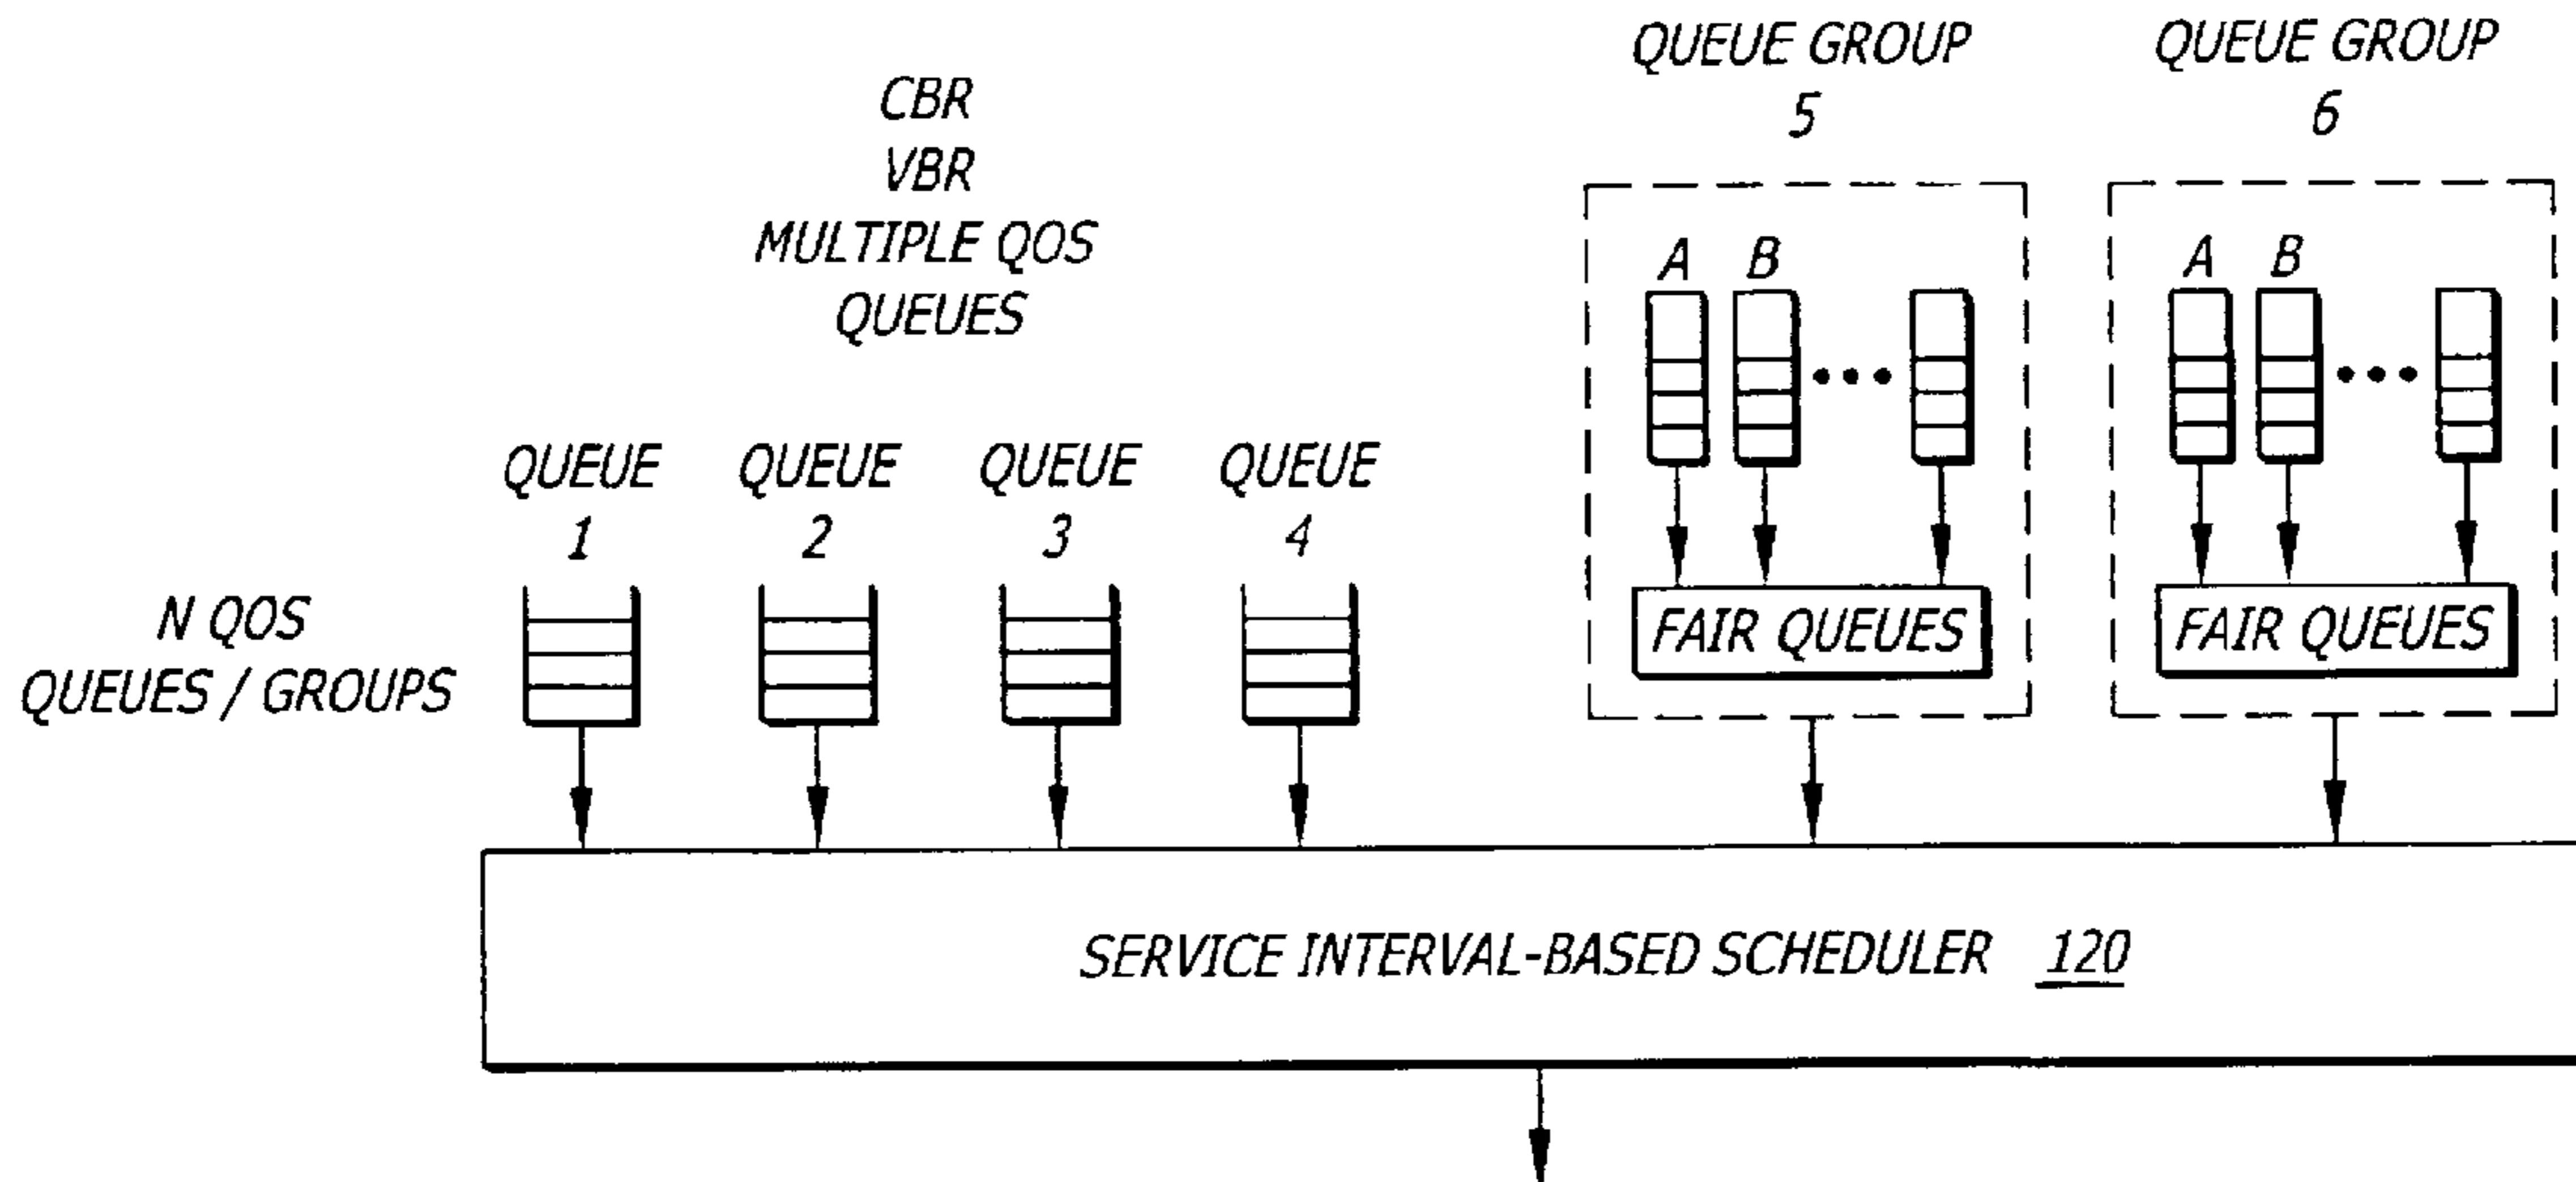 CBR
VBR
MULTIPLE QOS
QUEUES
QUEUE GROUP
5
QUEUE GROUP
6
A B
A B
QUEUE
1
QUEUE
2
QUEUE
3
QUEUE
4
N QOS
QUEUES / GROUPS
FAIR QUEUES
FAIR QUEUES
SERVICE INTERVAL-BASED SCHEDULER 120